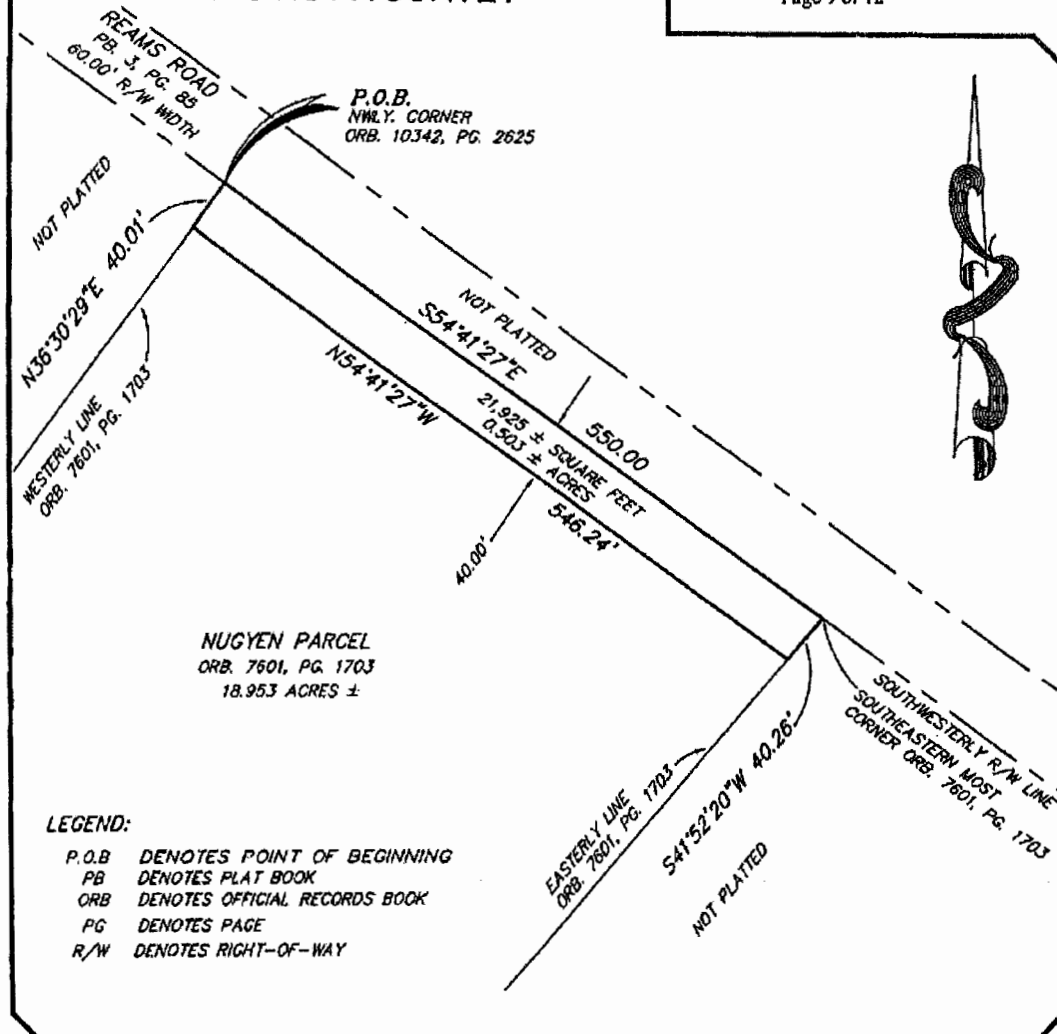 Page 9 of 12
REAMS ROAD
PB. 3, PG. 85
60.00' R/W WIDTH
P.O.B.
NWLY. CORNER
ORB. 10342, PG. 2625
NOT PLATTED
N36°30'29"E 40.01'
WESTERLY LINE
ORB. 7601, PG. 1703
NOT PLATTED
S54°41'27"E
550.00
N54°41'27"W
546.24'
21,925 ± SQUARE FEET
0.503 ± ACRES
40.00'
NUGYEN PARCEL
ORB. 7601, PG. 1703
18.953 ACRES ±
SOUTHWESTERLY R/W LINE
SOUTHEASTERN MOST
CORNER ORB. 7601, PG. 1703
EASTERLY LINE
ORB. 7601, PG. 1703
S41°52'20"W 40.26'
NOT PLATTED
LEGEND:
P.O.B DENOTES POINT OF BEGINNING
PB DENOTES PLAT BOOK
ORB DENOTES OFFICIAL RECORDS BOOK
PG DENOTES PAGE
R/W DENOTES RIGHT-OF-WAY